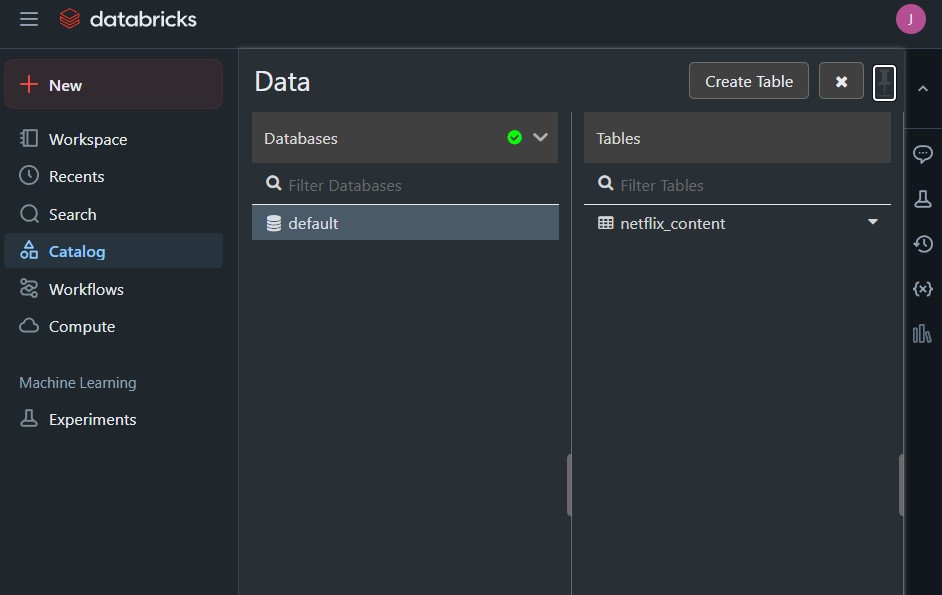 databricks
J
New
Workspace
Recents
Search
Catalog
Workflows
Compute
Machine Learning
Experiments
Data
Create Table
Databases
Filter Databases
default
Tables
Filter Tables
netflix_content